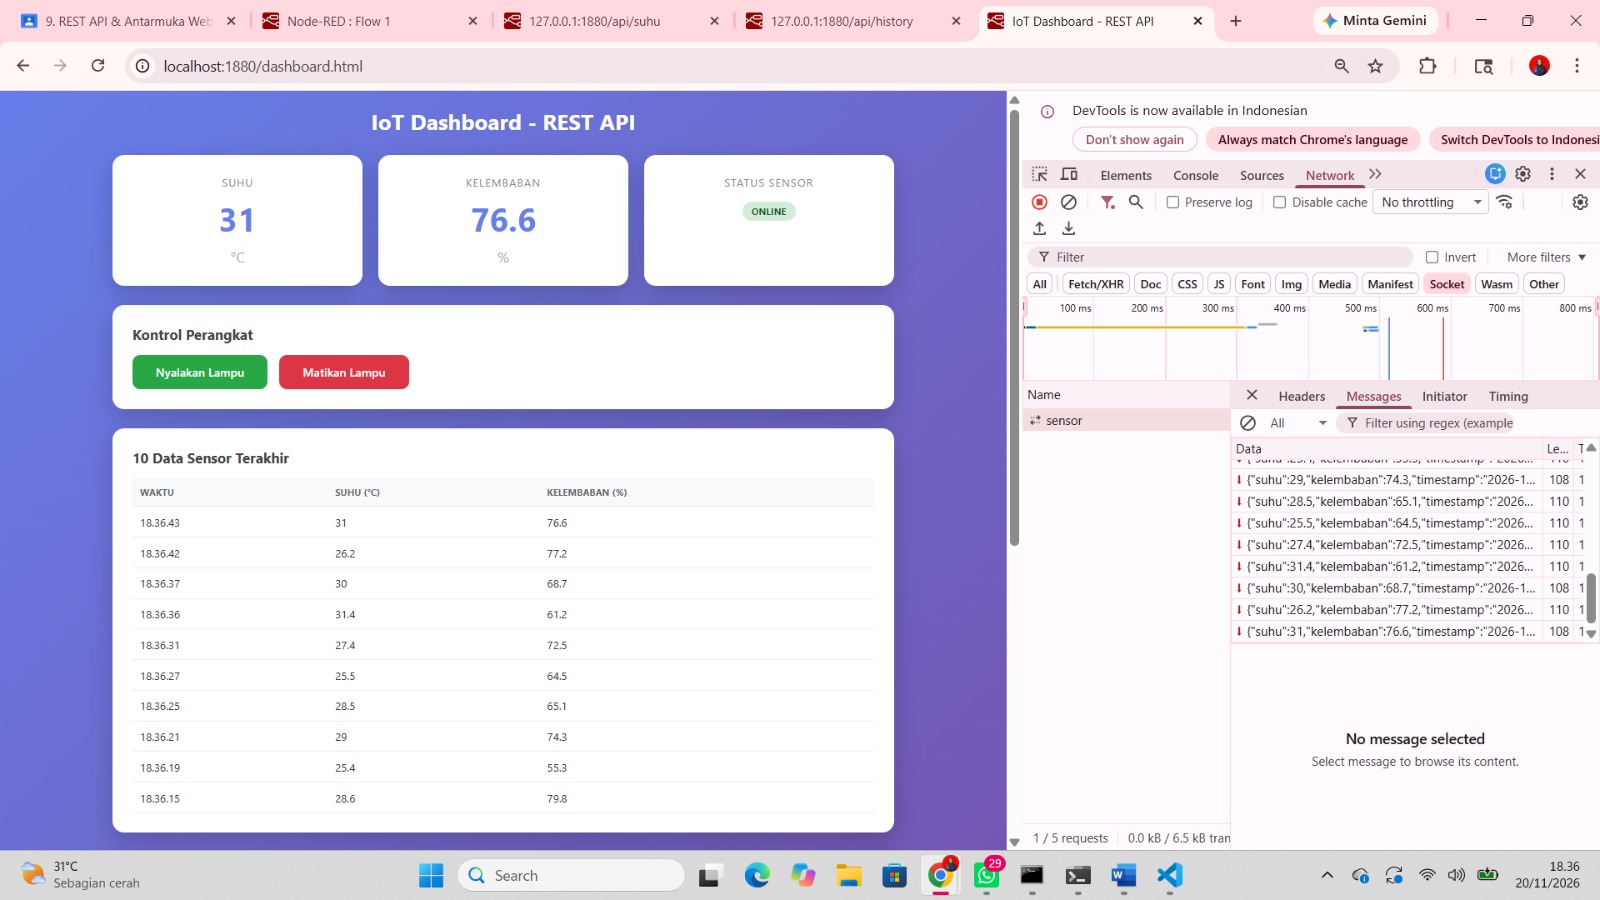 9. REST API & Antarmuka Web
Node-RED : Flow 1
127.0.0.1:1880/api/suhu
127.0.0.1:1880/api/history
IoT Dashboard - REST API
Minta Gemini
localhost:1880/dashboard.html
IoT Dashboard - REST API
SUHU
31
°C
KELEMBABAN
76.6
%
STATUS SENSOR
ONLINE
Kontrol Perangkat
Nyalakan Lampu
Matikan Lampu
10 Data Sensor Terakhir
WAKTU SUHU (°C) KELEMBABAN (%)
18.36.43 31 76.6
18.36.42 26.2 77.2
18.36.37 30 68.7
18.36.36 31.4 61.2
18.36.31 27.4 72.5
18.36.27 25.5 64.5
18.36.25 28.5 65.1
18.36.21 29 74.3
18.36.19 25.4 55.3
18.36.15 28.6 79.8
DevTools is now available in Indonesian
Don't show again
Always match Chrome's language
Switch DevTools to Indonesi
Elements Console Sources Network
Preserve log Disable cache No throttling
Filter Invert More filters
All Fetch/XHR Doc CSS JS Font Img Media Manifest Socket Wasm Other
100 ms 200 ms 300 ms 400 ms 500 ms 600 ms 700 ms 800 ms
Name
sensor
Headers Messages Initiator Timing
All Filter using regex (example
Data Le... T
{"suhu":29,"kelembaban":74.3,"timestamp":"2026-1... 108 1
{"suhu":28.5,"kelembaban":65.1,"timestamp":"2026... 110 1
{"suhu":25.5,"kelembaban":64.5,"timestamp":"2026... 110 1
{"suhu":27.4,"kelembaban":72.5,"timestamp":"2026... 110 1
{"suhu":31.4,"kelembaban":61.2,"timestamp":"2026... 110 1
{"suhu":30,"kelembaban":68.7,"timestamp":"2026-1... 108 1
{"suhu":26.2,"kelembaban":77.2,"timestamp":"2026... 110 1
{"suhu":31,"kelembaban":76.6,"timestamp":"2026-1... 108 1
No message selected
Select message to browse its content.
1 / 5 requests 0.0 kB / 6.5 kB tran
31°C
Sebagian cerah
Search
29
18.36
20/11/2026